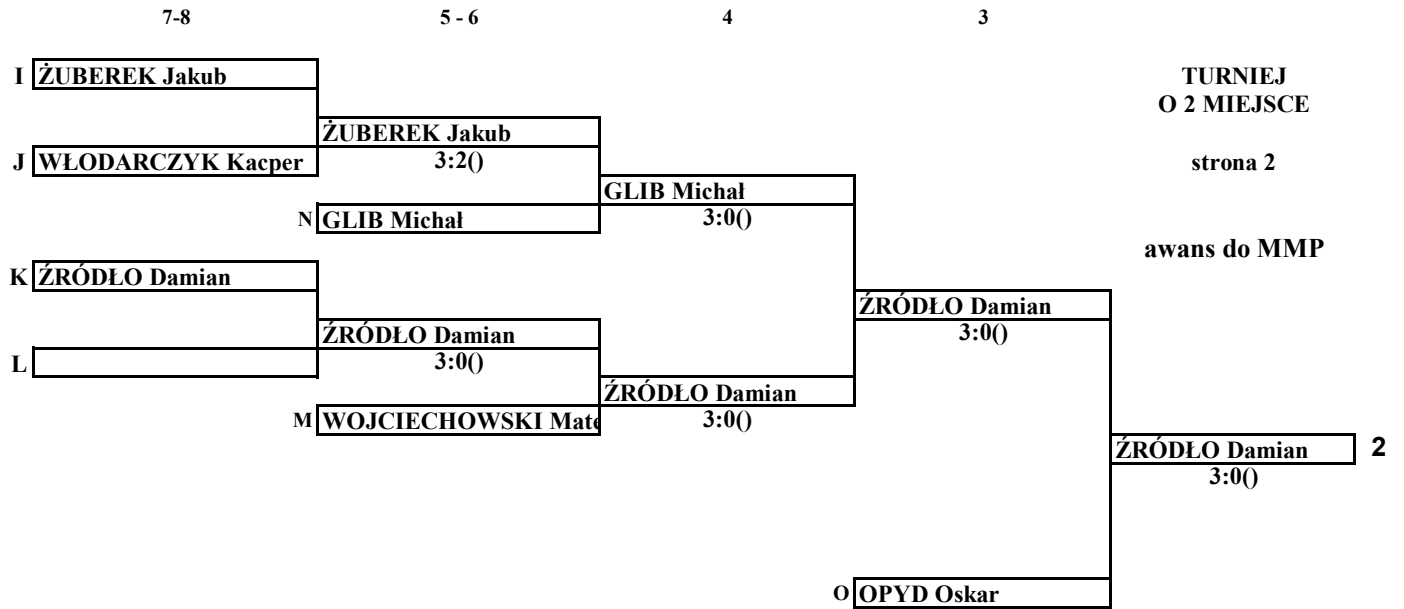 7-8 5 - 6 4 3
I ŻUBEREK Jakub TURNIEJ
O 2 MIEJSCE
ŻUBEREK Jakub
J WŁODARCZYK Kacper 3:2() strona 2
GLIB Michał
N GLIB Michał 3:0()
awans do MMP
K ŹRÓDŁO Damian
ŹRÓDŁO Damian
ŹRÓDŁO Damian 3:0()
L 3:0()
ŹRÓDŁO Damian
M WOJCIECHOWSKI Mate 3:0()
ŹRÓDŁO Damian 2
3:0()
O OPYD Oskar